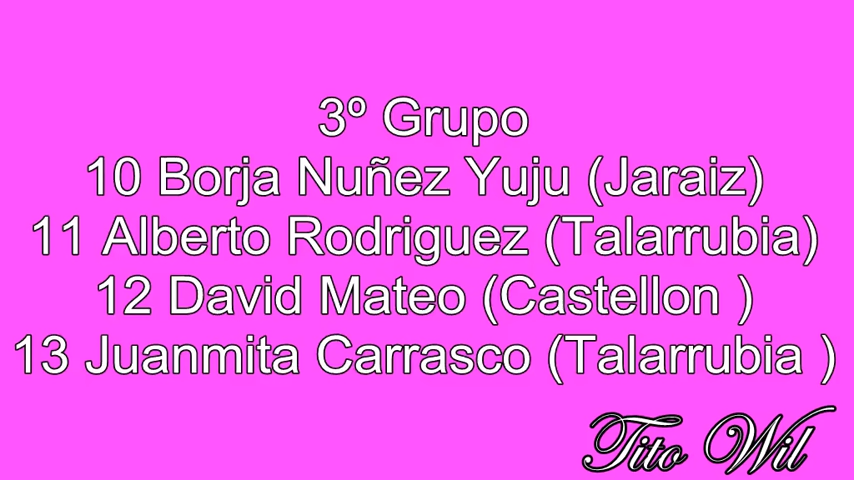 3º Grupo
10 Borja Nuñez Yuju (Jaraiz)
11 Alberto Rodriguez (Talarrubia)
12 David Mateo (Castellon )
13 Juanmita Carrasco (Talarrubia )
Tito Wil